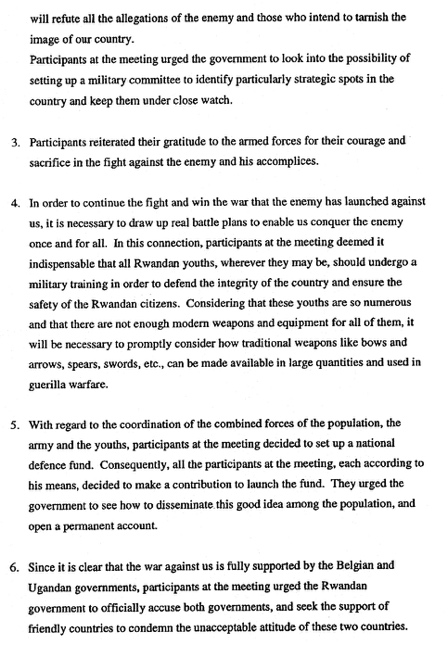 will refute all the allegations of the enemy and those who intend to tarnish the
image of our country.
Participants at the meeting urged the government to look into the possibility of
setting up a military committee to identify particularly strategic spots in the
country and keep them under close watch.
3. Participants reiterated their gratitude to the armed forces for their courage and
sacrifice in the fight against the enemy and his accomplices.
4. In order to continue the fight and win the war that the enemy has launched against
us, it is necessary to draw up real battle plans to enable us conquer the enemy
once and for all. In this connection, participants at the meeting deemed it
indispensable that all Rwandan youths, wherever they may be, should undergo a
military training in order to defend the integrity of the country and ensure the
safety of the Rwandan citizens. Considering that these youths are so numerous
and that there are not enough modern weapons and equipment for all of them, it
will be necessary to promptly consider how traditional weapons like bows and
arrows, spears, swords, etc., can be made available in large quantities and used in
guerilla warfare.
5. With regard to the coordination of the combined forces of the population, the
army and the youths, participants at the meeting decided to set up a national
defence fund. Consequently, all the participants at the meeting, each according to
his means, decided to make a contribution to launch the fund. They urged the
government to see how to disseminate this good idea among the population, and
open a permanent account.
6. Since it is clear that the war against us is fully supported by the Belgian and
Ugandan governments, participants at the meeting urged the Rwandan
government to officially accuse both governments, and seek the support of
friendly countries to condemn the unacceptable attitude of these two countries.